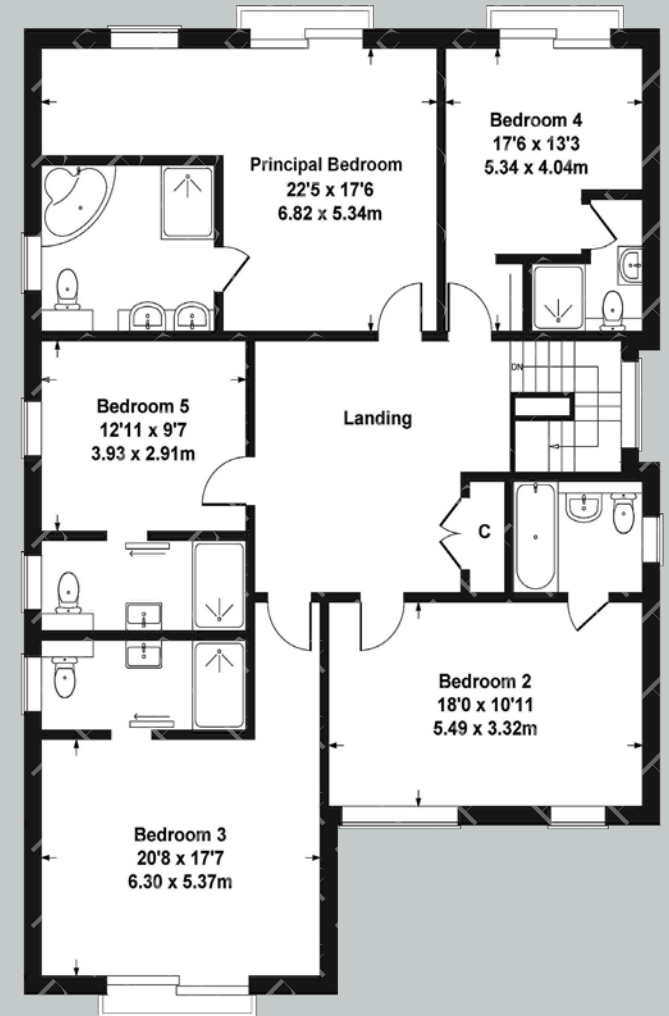 Principal Bedroom
22'5 x 17'6
6.82 x 5.34m
Bedroom 4
17'6 x 13'3
5.34 x 4.04m
Bedroom 5
12'11 x 9'7
3.93 x 2.91m
Landing
DN
C
Bedroom 2
18'0 x 10'11
5.49 x 3.32m
Bedroom 3
20'8 x 17'7
6.30 x 5.37m